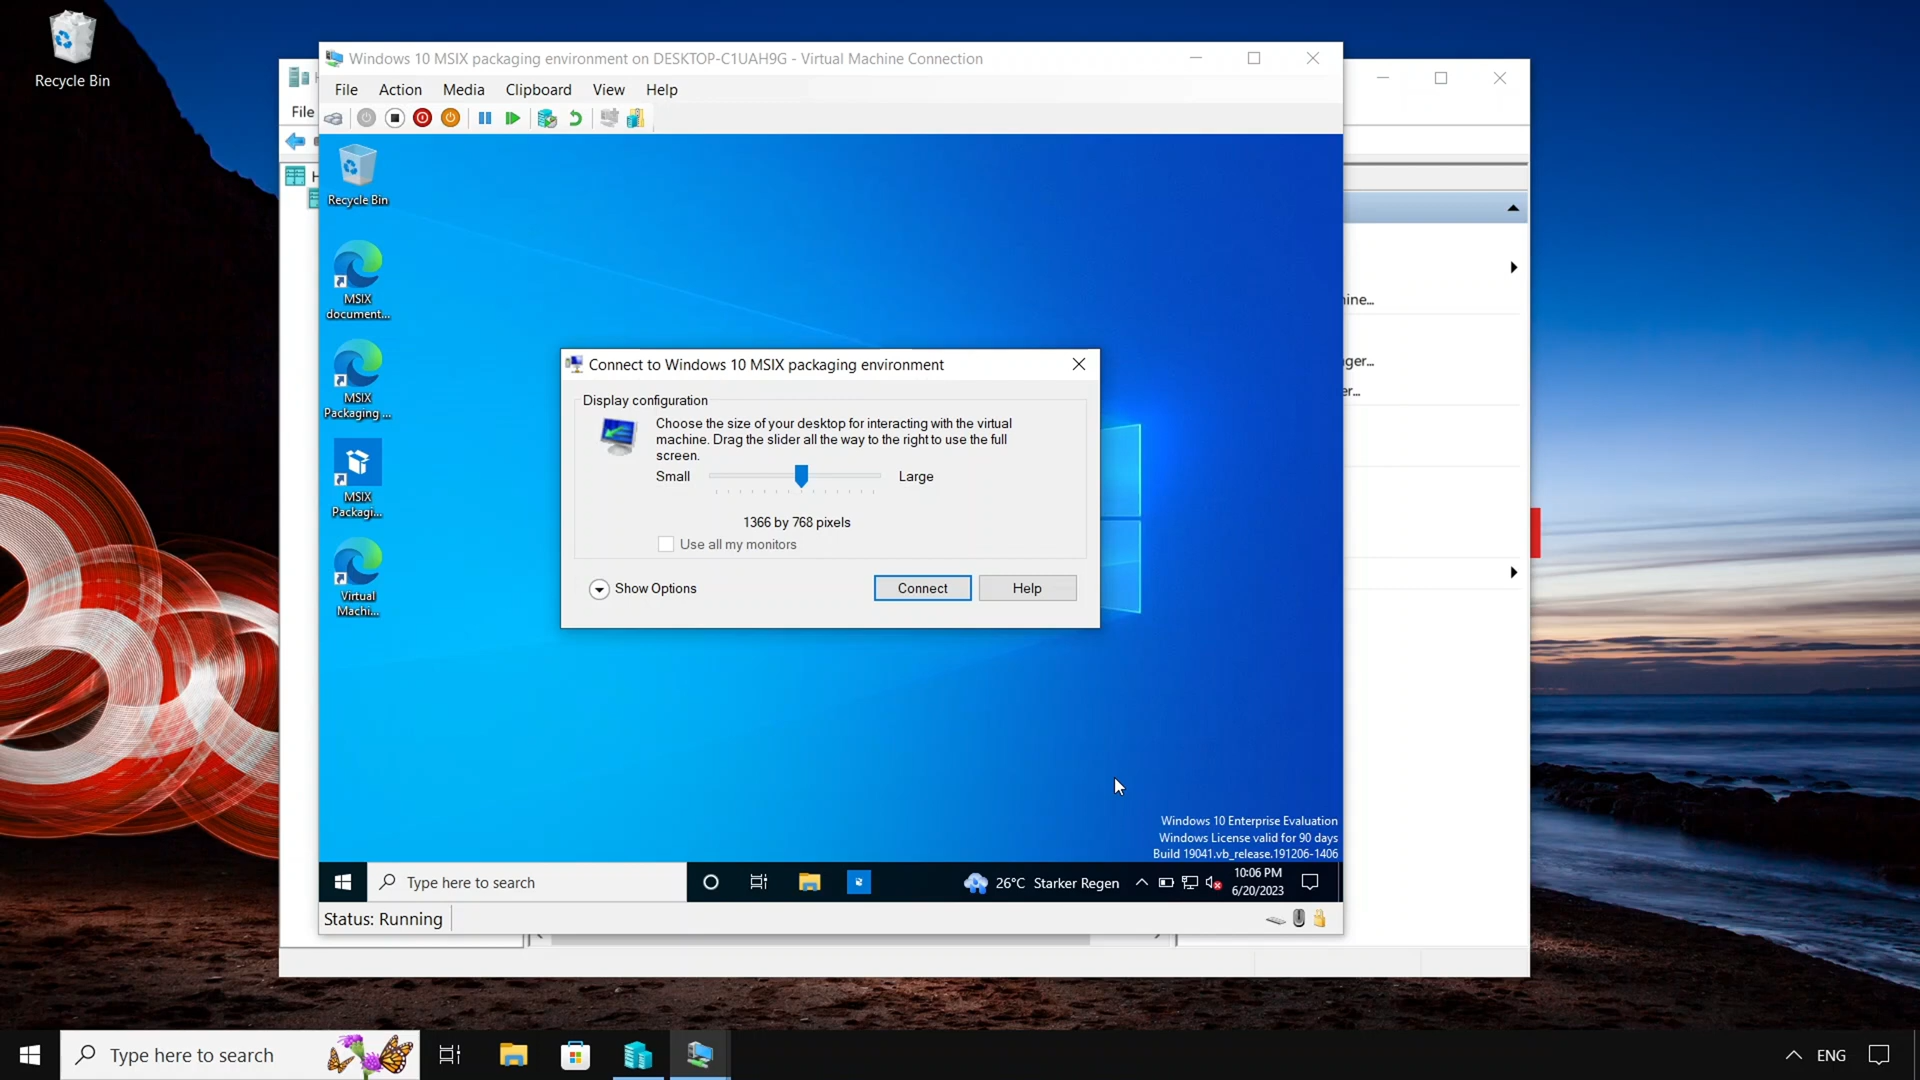 Recycle Bin
Windows 10 MSIX packaging environment on DESKTOP-C1UAH9G - Virtual Machine Connection
File
Action
Media
Clipboard
View
Help
File
Recycle Bin
MSIX
document...
MSIX
Packaging ...
MSIX
Packagi...
Virtual
Machi...
Connect to Windows 10 MSIX packaging environment
Display configuration
Choose the size of your desktop for interacting with the virtual
machine. Drag the slider all the way to the right to use the full
screen.
Small
Large
1366 by 768 pixels
Use all my monitors
Show Options
Connect
Help
ine...
ger...
er...
Windows 10 Enterprise Evaluation
Windows License valid for 90 days
Build 19041.vb_release.191206-1406
Type here to search
26°C Starker Regen
10:06 PM
6/20/2023
Status: Running
Type here to search
ENG